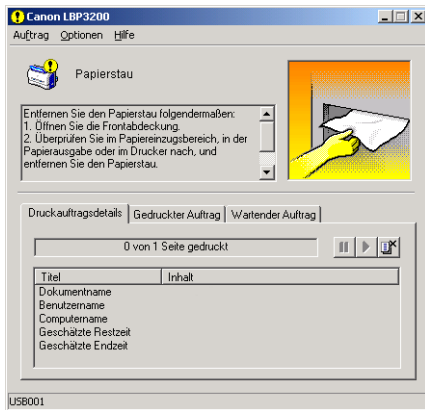 Canon LBP3200
Auftrag Optionen Hilfe
Papierstau
Entfernen Sie den Papierstau folgendermaßen:
1. Öffnen Sie die Frontabdeckung.
2. Überprüfen Sie im Papiereinzugsbereich, in der
Papierausgabe oder im Drucker nach, und
entfernen Sie den Papierstau.
Druckauftragsdetails Gedruckter Auftrag Wartender Auftrag
0 von 1 Seite gedruckt
Titel Inhalt
Dokumentname
Benutzername
Computername
Geschätzte Restzeit
Geschätzte Endzeit
USB001